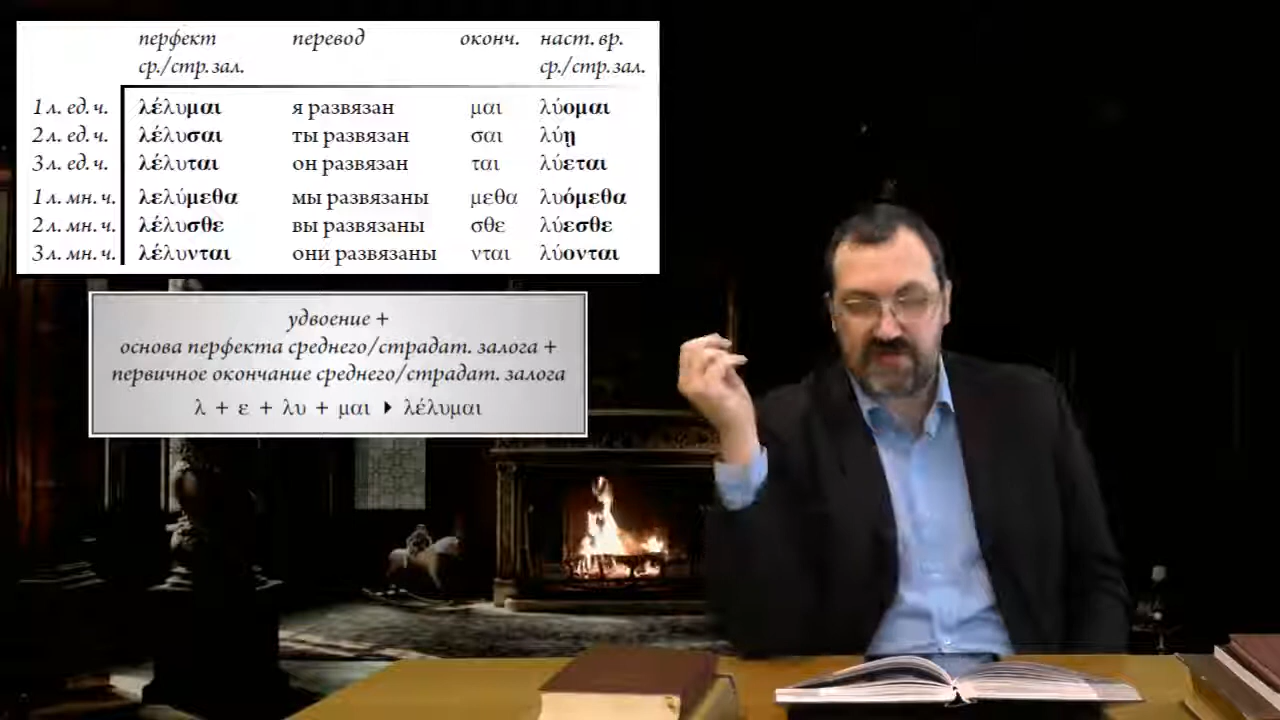 перфект перевод оконч. наст. вр.
ср./стр. зал. ср./стр. зал.
1 л. ед. ч. λέλυμαι я развязан μαι λύομαι
2 л. ед. ч. λέλυσαι ты развязан σαι λύῃ
3 л. ед. ч. λέλυται он развязан ται λύεται
1 л. мн. ч. λελύμεθα мы развязаны μεθα λυόμεθα
2 л. мн. ч. λέλυσθε вы развязаны σθε λύεσθε
3 л. мн. ч. λέλυνται они развязаны νται λύονται
удвоение +
основа перфекта среднего/страдат. залога +
первичное окончание среднего/страдат. залога
λ + ε + λυ + μαι ▶ λέλυμαι